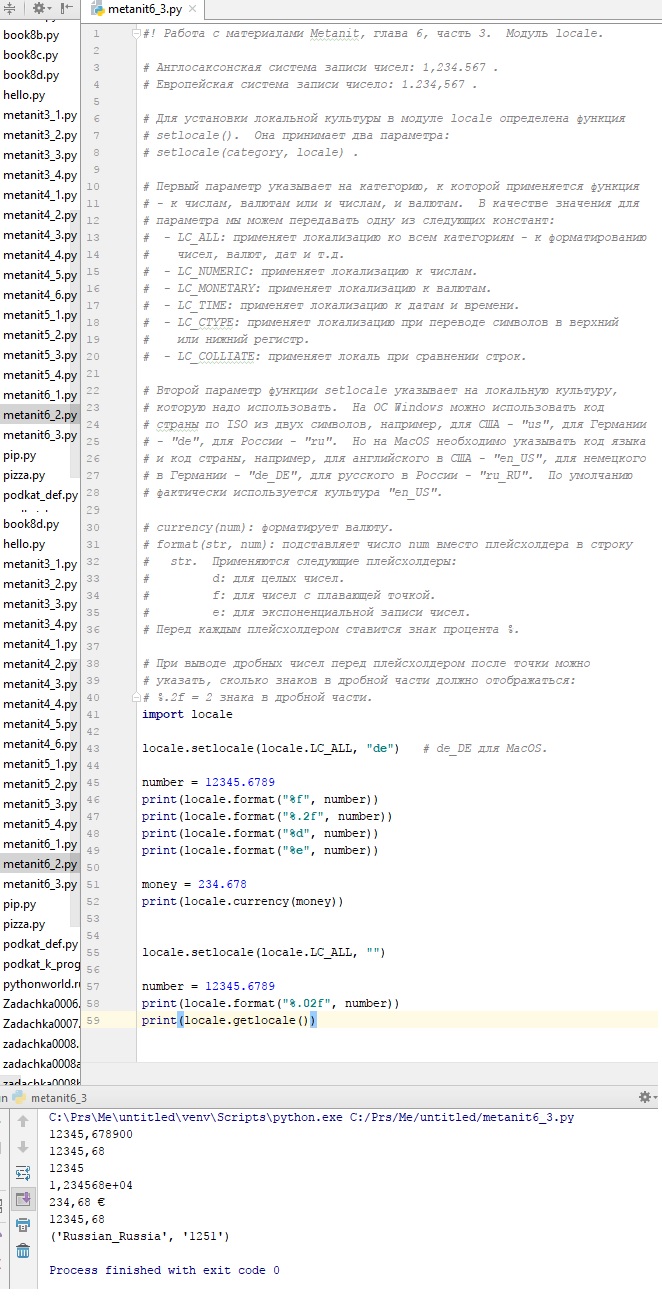 metanit6_3.py
book8b.py
book8c.py
book8d.py
hello.py
metanit3_1.py
metanit3_2.py
metanit3_3.py
metanit3_4.py
metanit4_1.py
metanit4_2.py
metanit4_3.py
metanit4_4.py
metanit4_5.py
metanit4_6.py
metanit5_1.py
metanit5_2.py
metanit5_3.py
metanit5_4.py
metanit6_1.py
metanit6_2.py
metanit6_3.py
pip.py
pizza.py
podkat_def.py
book8d.py
hello.py
metanit3_1.py
metanit3_2.py
metanit3_3.py
metanit3_4.py
metanit4_1.py
metanit4_2.py
metanit4_3.py
metanit4_4.py
metanit4_5.py
metanit4_6.py
metanit5_1.py
metanit5_2.py
metanit5_3.py
metanit5_4.py
metanit6_1.py
metanit6_2.py
metanit6_3.py
pip.py
pizza.py
podkat_def.py
podkat_k_prog
pythonworld.ru
Zadachka0006.
Zadachka0007.
zadachka0008.
zadachka0008a
zadachka0008b
1 #! Работа с материалами Metanit, глава 6, часть 3. Модуль locale.
2
3 # Англосаксонская система записи чисел: 1,234.567 .
4 # Европейская система записи чисело: 1.234,567 .
5
6 # Для установки локальной культуры в модуле locale определена функция
7 # setlocale(). Она принимает два параметра:
8 # setlocale(category, locale) .
9
10 # Первый параметр указывает на категорию, к которой применяется функция
11 # - к числам, валютам или и числам, и валютам. В качестве значения для
12 # параметра мы можем передавать одну из следующих констант:
13 # - LC_ALL: применяет локализацию ко всем категориям - к форматированию
14 # чисел, валют, дат и т.д.
15 # - LC_NUMERIC: применяет локализацию к числам.
16 # - LC_MONETARY: применяет локализацию к валютам.
17 # - LC_TIME: применяет локализацию к датам и времени.
18 # - LC_CTYPE: применяет локализацию при переводе символов в верхний
19 # или нижний регистр.
20 # - LC_COLLIATE: применяет локаль при сравнении строк.
21
22 # Второй параметр функции setlocale указывает на локальную культуру,
23 # которую надо использовать. На ОС Windows можно использовать код
24 # страны по ISO из двух символов, например, для США - "us", для Германии
25 # - "de", для России - "ru". Но на MacOS необходимо указывать код языка
26 # и код страны, например, для английского в США - "en_US", для немецкого
27 # в Германии - "de_DE", для русского в России - "ru_RU". По умолчанию
28 # фактически используется культура "en_US".
29
30 # currency(num): форматирует валюту.
31 # format(str, num): подставляет число num вместо плейсхолдера в строку
32 # str. Применяются следующие плейсхолдеры:
33 # d: для целых чисел.
34 # f: для чисел с плавающей точкой.
35 # e: для экспоненциальной записи чисел.
36 # Перед каждым плейсхолдером ставится знак процента %.
37
38 # При выводе дробных чисел перед плейсхолдером после точки можно
39 # указать, сколько знаков в дробной части должно отображаться:
40 # %.2f = 2 знака в дробной части.
41 import locale
42
43 locale.setlocale(locale.LC_ALL, "de") # de_DE для MacOS.
44
45 number = 12345.6789
46 print(locale.format("%f", number))
47 print(locale.format("%.2f", number))
48 print(locale.format("%d", number))
49 print(locale.format("%e", number))
50
51 money = 234.678
52 print(locale.currency(money))
53
54
55 locale.setlocale(locale.LC_ALL, "")
56
57 number = 12345.6789
58 print(locale.format("%.02f", number))
59 print(locale.getlocale())
metanit6_3
C:\Prs\Me\untitled\venv\Scripts\python.exe C:/Prs/Me/untitled/metanit6_3.py
12345,678900
12345,68
12345
1,234568e+04
234,68 €
12345,68
('Russian_Russia', '1251')
Process finished with exit code 0